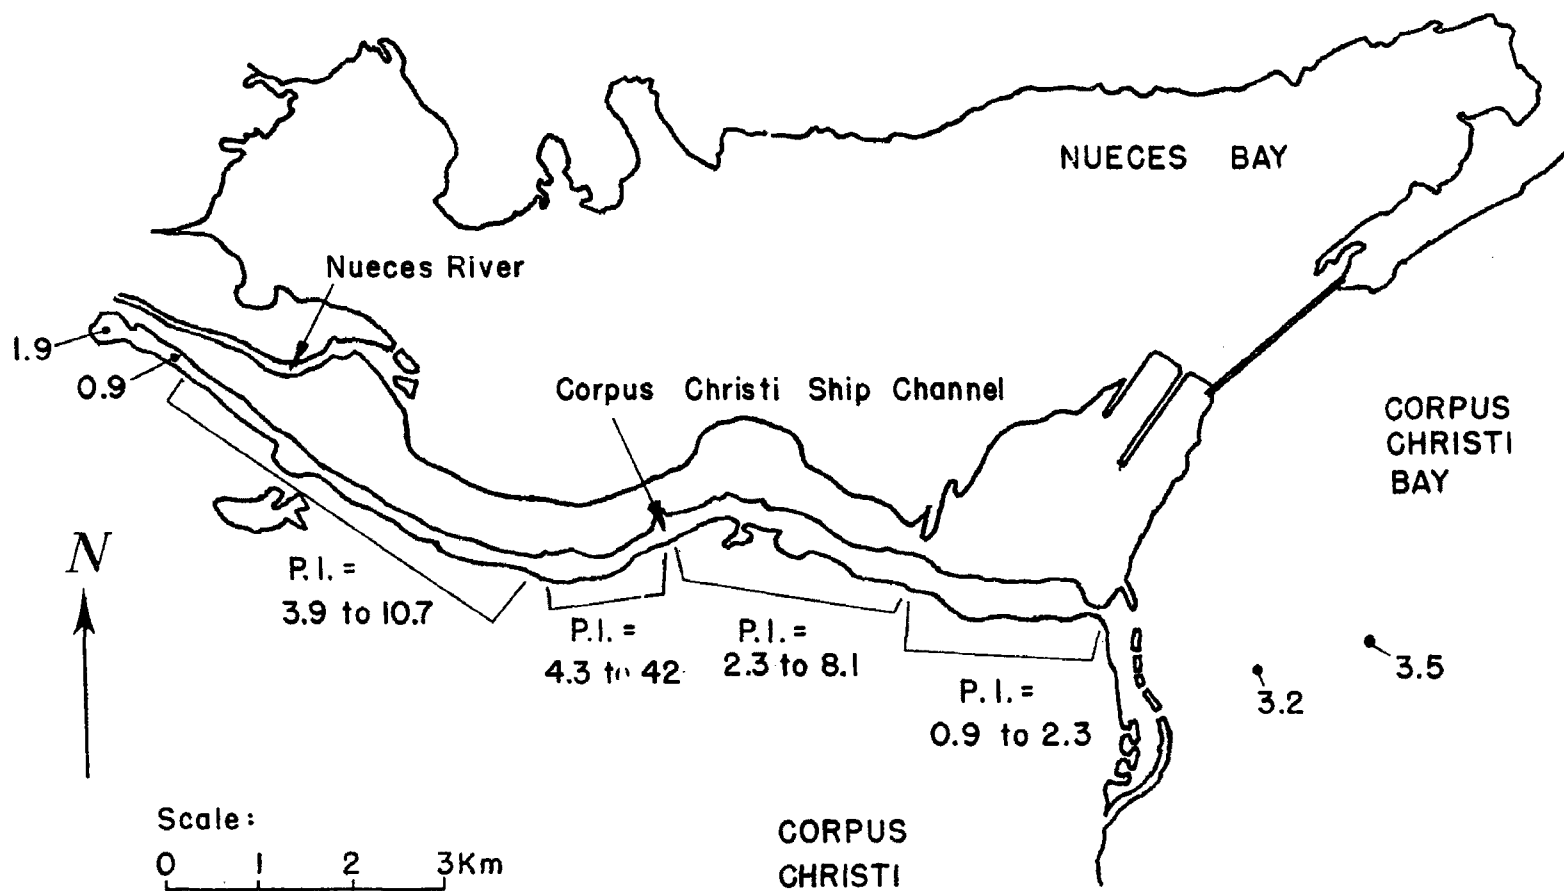 NUECES BAY
Nueces River
1.9
0.9
Corpus Christi Ship Channel
CORPUS
CHRISTI
BAY
N
P.I. =
3.9 to 10.7
P.I. =
4.3 to 42
P.I. =
2.3 to 8.1
P.I. =
0.9 to 2.3
3.2
3.5
Scale:
0 1 2 3Km
CORPUS
CHRISTI